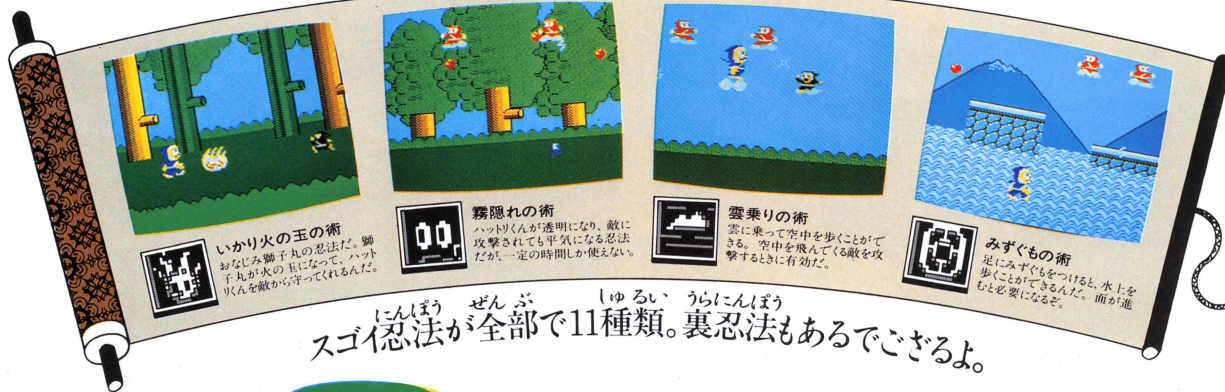 いかり火の玉の術
おなじみ獅子丸の忍法だ。獅
子丸が火の玉になって、ハット
リくんを敵から守ってくれるんだ。
霧隠れの術
ハットリくんが透明になり、敵に
攻撃されても平気になる忍法
だが、一定の時間しか使えない。
雲乗りの術
雲に乗って空中を歩くことがで
きる。空中を飛んでくる敵を攻
撃するときに有効だ。
みずぐもの術
足にみずぐもをつけると、水上を
歩くことができるんだ。面が進
むと必要になるぞ。
にんぽう ぜんぶ しゅるい うらにんぽう
スゴイ忍法が全部で11種類。裏忍法もあるでござるよ。